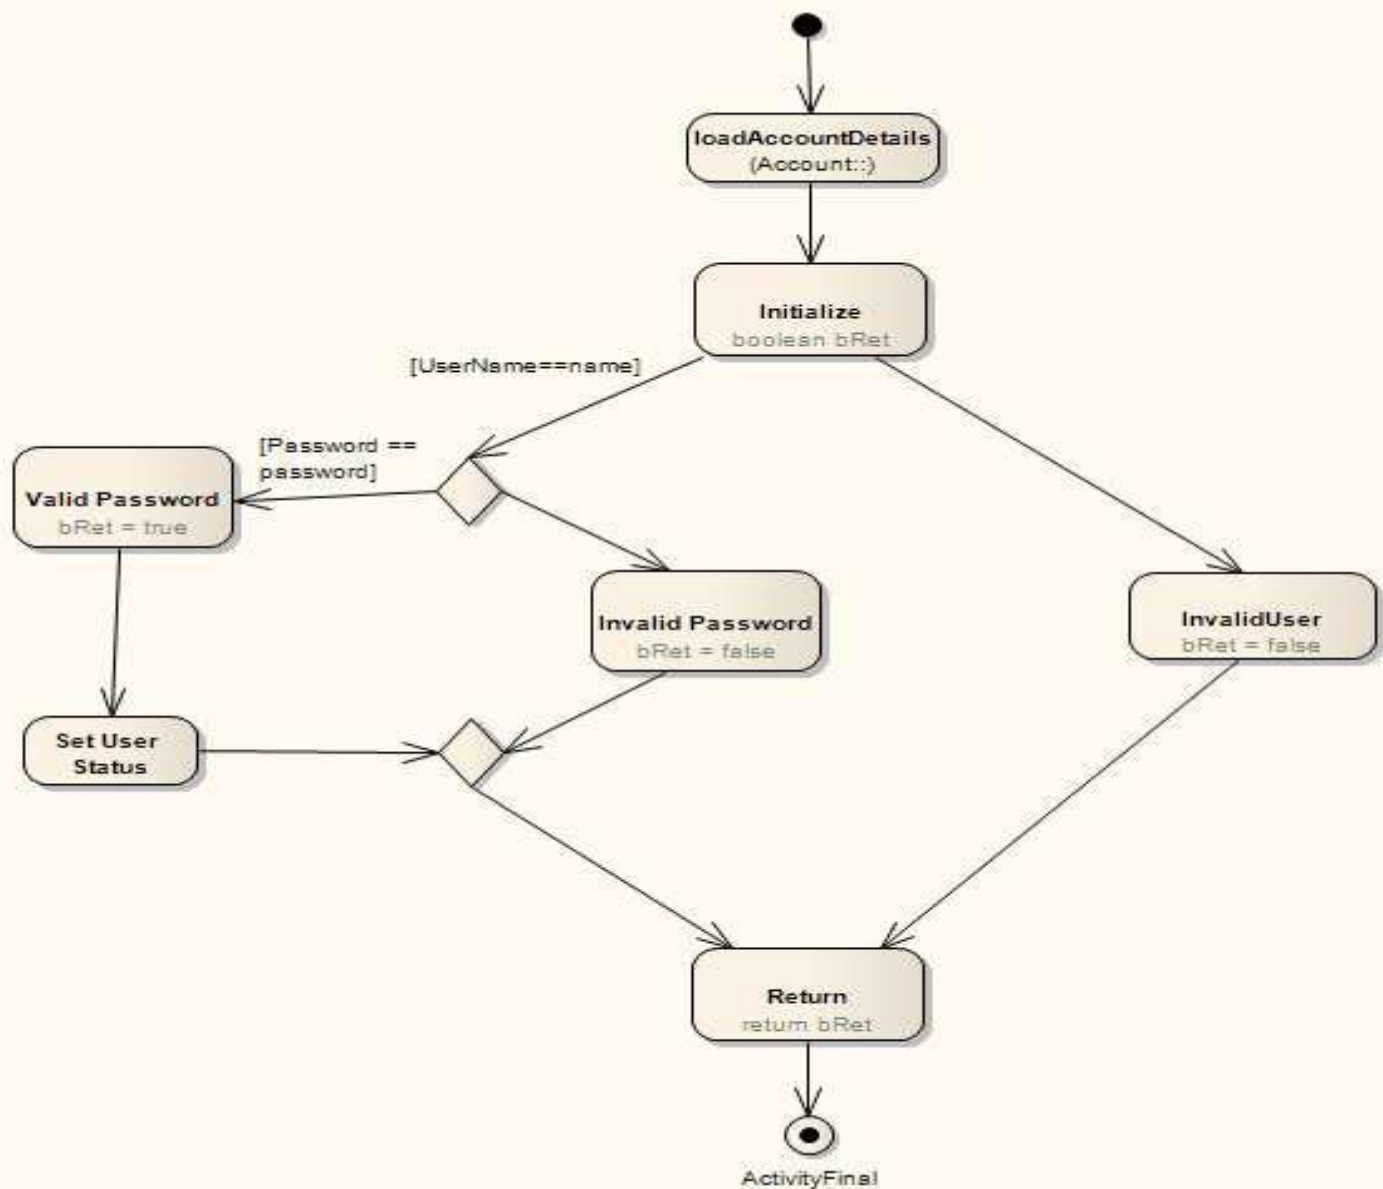 loadAccountDetails
(Account::)
Initialize
boolean bRet
[UserName==name]
[Password ==
password]
Valid Password
bRet = true
Invalid Password
bRet = false
InvalidUser
bRet = false
Set User
Status
Return
return bRet
ActivityFinal